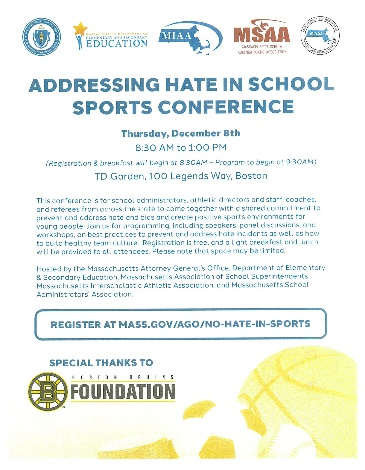 EDUCATION
MIAA
MSAA
ADDRESSING HATE IN SCHOOL
SPORTS CONFERENCE
Thursday, December 8th
8:30 AM to 1:00 PM
(Registration & breakfast will begin at 8:30AM – Program to begin at 9:30AM)
TD Garden, 100 Legends Way, Boston
This conference is for school administrators, athletic directors and staff, coaches,
and referees from across the state to come together with a shared commitment to
prevent and address hate and bias and create positive sports environments for
young people. Join us for programming, including speakers, panel discussions, and
workshops, on best practices to prevent and address hate incidents as well as how
to build healthy team culture. Registration is free, and a light breakfast and lunch
will be provided to all attendees. Please note that space may be limited.
Hosted by the Massachusetts Attorney General's Office, Department of Elementary
& Secondary Education, Massachusetts Association of School Superintendents,
Massachusetts Interscholastic Athletic Association, and Massachusetts School
Administrators' Association.
REGISTER AT MASS.GOV/AGO/NO-HATE-IN-SPORTS
SPECIAL THANKS TO
B
BOSTON BRUINS
FOUNDATION